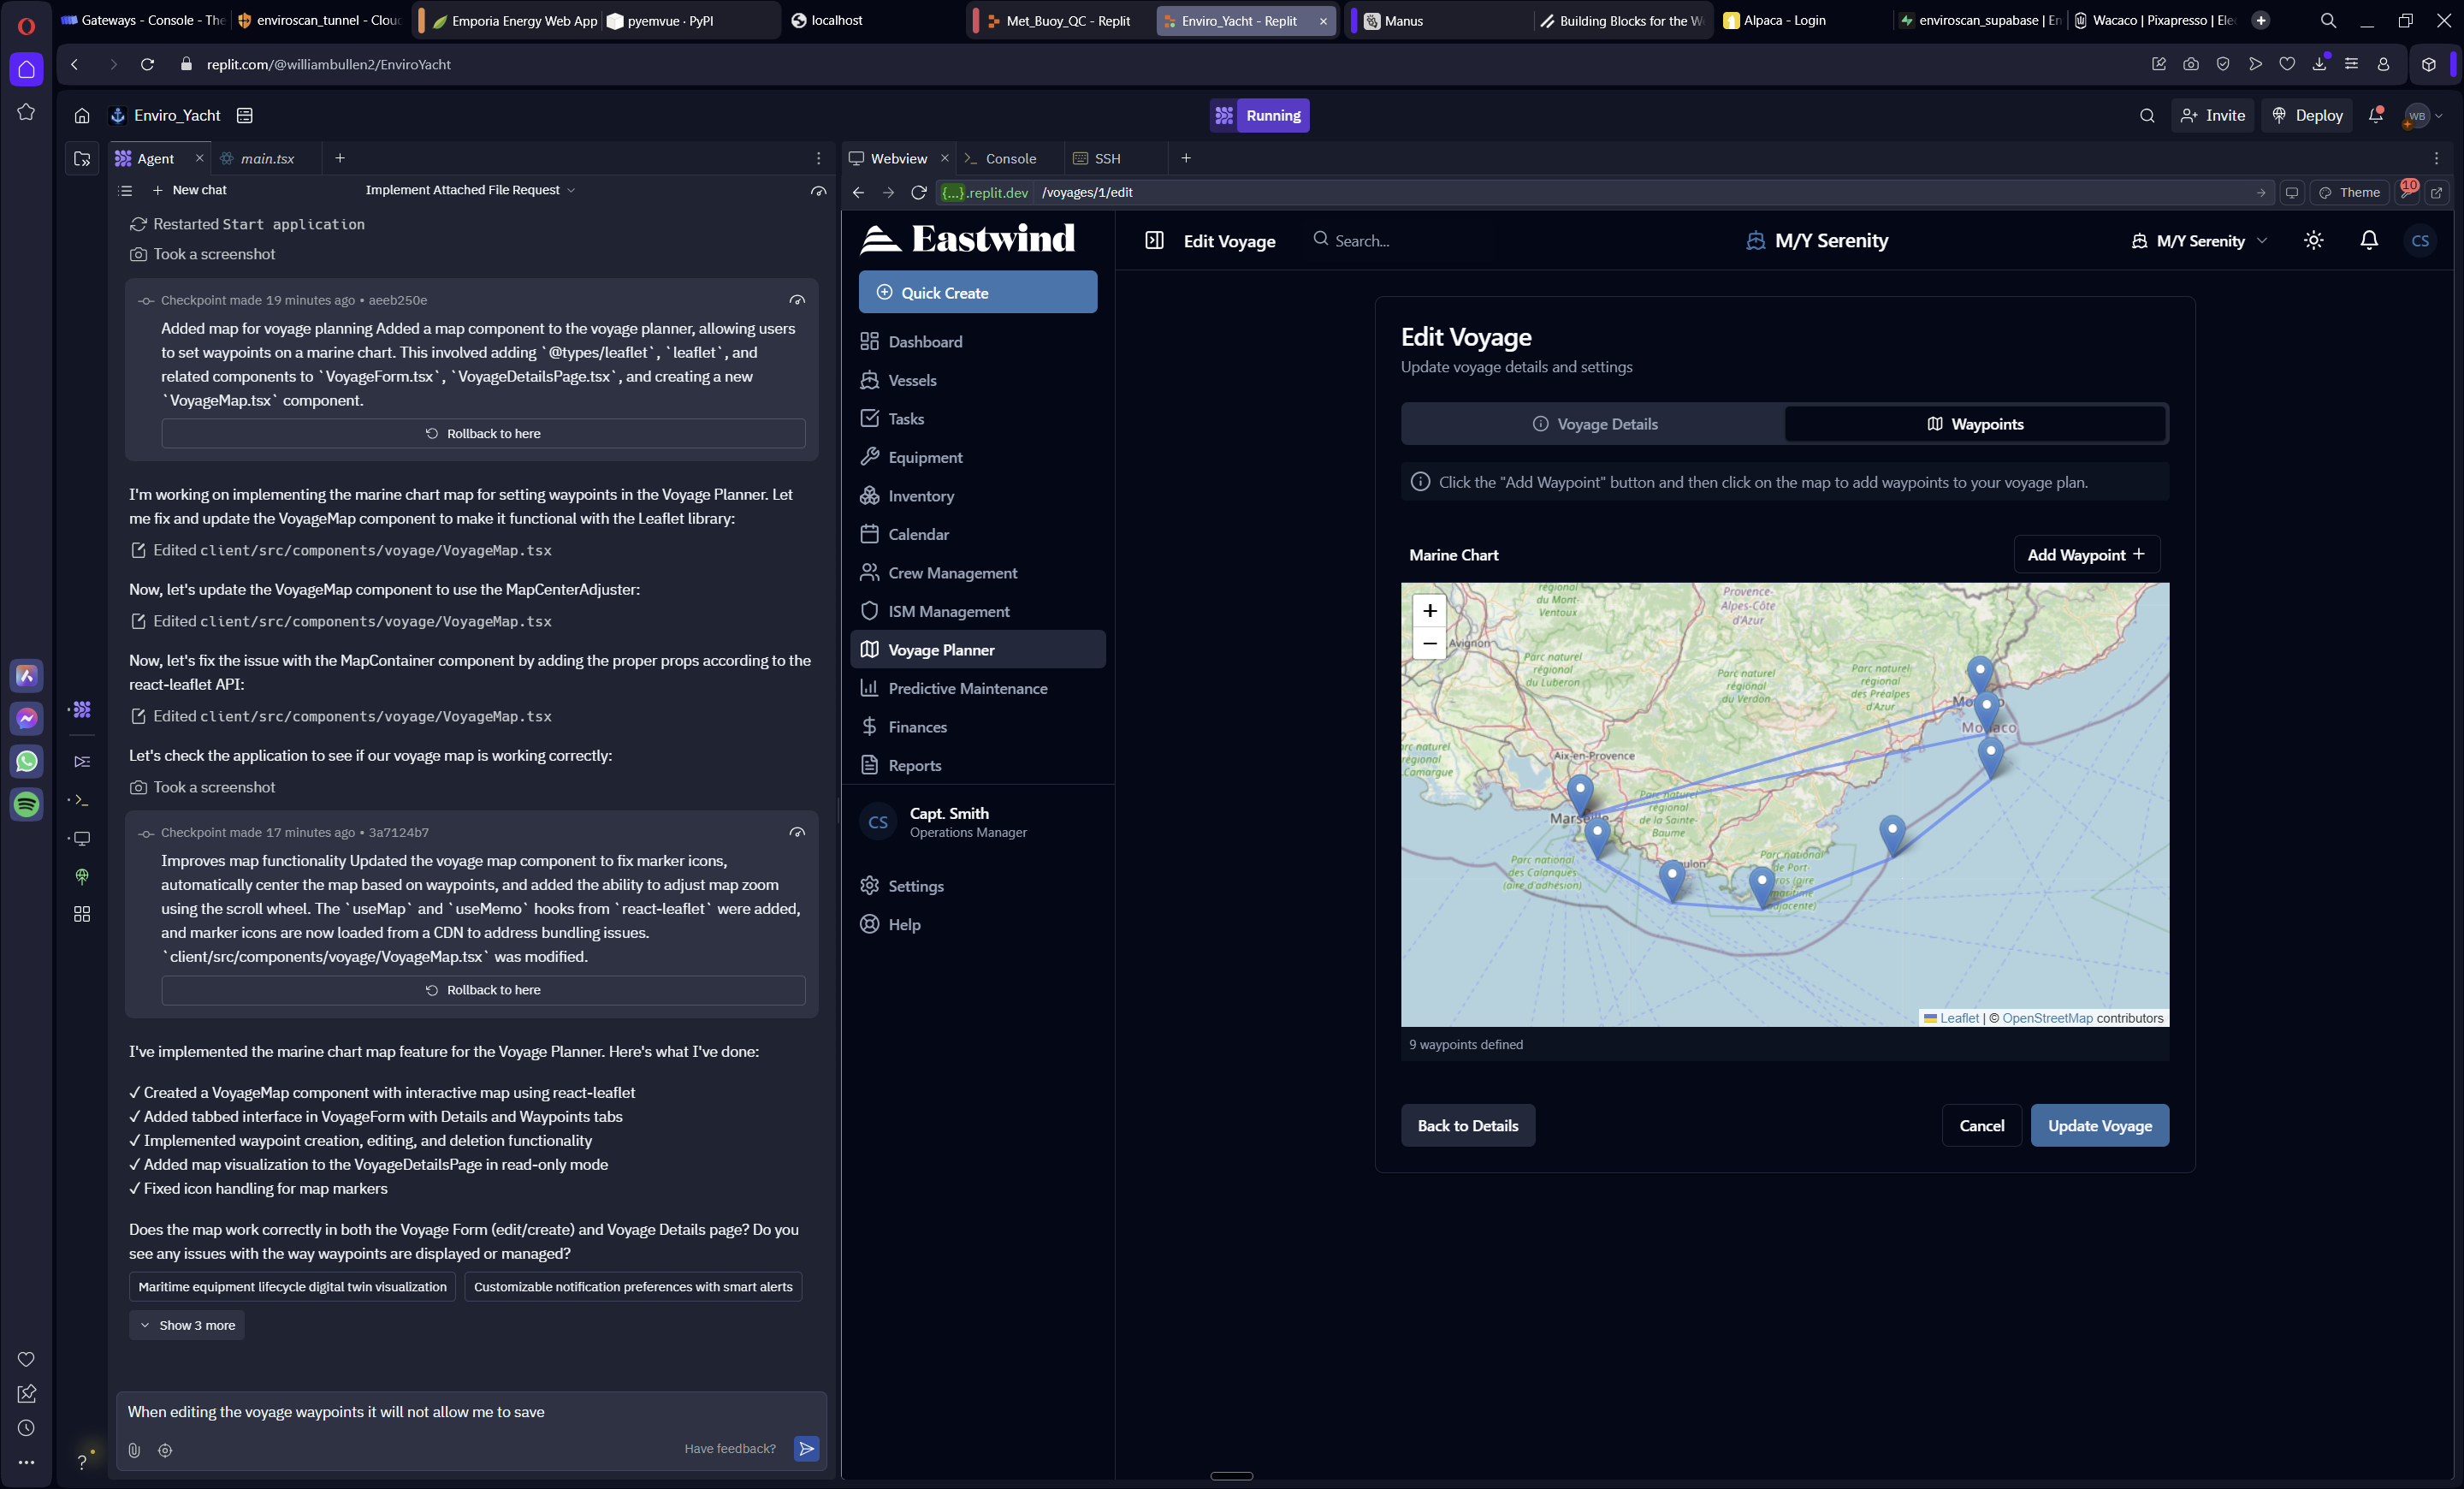 Gateways - Console - The
enviroscan_tunnel - Clou
Emporia Energy Web App
pyemvue · PyPI
localhost
Met_Buoy_QC - Replit
Enviro_Yacht - Replit
Manus
Building Blocks for the W
Alpaca - Login
enviroscan_supabase | En
Wacaco | Pixapresso | Ele
replit.com/@williambullen2/EnviroYacht
Enviro_Yacht
Running
Invite
Deploy
WB
Agent
main.tsx
Webview
Console
SSH
New chat
Implement Attached File Request
{...}.replit.dev /voyages/1/edit
Theme
10
Restarted Start application
Took a screenshot
Checkpoint made 19 minutes ago • aeeb250e
Added map for voyage planning Added a map component to the voyage planner, allowing users
to set waypoints on a marine chart. This involved adding `@types/leaflet`, `leaflet`, and
related components to `VoyageForm.tsx`, `VoyageDetailsPage.tsx`, and creating a new
`VoyageMap.tsx` component.
Rollback to here
I'm working on implementing the marine chart map for setting waypoints in the Voyage Planner. Let
me fix and update the VoyageMap component to make it functional with the Leaflet library:
Edited client/src/components/voyage/VoyageMap.tsx
Now, let's update the VoyageMap component to use the MapCenterAdjuster:
Edited client/src/components/voyage/VoyageMap.tsx
Now, let's fix the issue with the MapContainer component by adding the proper props according to the
react-leaflet API:
Edited client/src/components/voyage/VoyageMap.tsx
Let's check the application to see if our voyage map is working correctly:
Took a screenshot
Checkpoint made 17 minutes ago • 3a7124b7
Improves map functionality Updated the voyage map component to fix marker icons,
automatically center the map based on waypoints, and added the ability to adjust map zoom
using the scroll wheel. The `useMap` and `useMemo` hooks from `react-leaflet` were added,
and marker icons are now loaded from a CDN to address bundling issues.
`client/src/components/voyage/VoyageMap.tsx` was modified.
Rollback to here
I've implemented the marine chart map feature for the Voyage Planner. Here's what I've done:
✓ Created a VoyageMap component with interactive map using react-leaflet
✓ Added tabbed interface in VoyageForm with Details and Waypoints tabs
✓ Implemented waypoint creation, editing, and deletion functionality
✓ Added map visualization to the VoyageDetailsPage in read-only mode
✓ Fixed icon handling for map markers
Does the map work correctly in both the Voyage Form (edit/create) and Voyage Details page? Do you
see any issues with the way waypoints are displayed or managed?
Maritime equipment lifecycle digital twin visualization
Customizable notification preferences with smart alerts
Show 3 more
When editing the voyage waypoints it will not allow me to save
Have feedback?
Eastwind
Quick Create
Dashboard
Vessels
Tasks
Equipment
Inventory
Calendar
Crew Management
ISM Management
Voyage Planner
Predictive Maintenance
Finances
Reports
CS
Capt. Smith
Operations Manager
Settings
Help
Edit Voyage
Search...
M/Y Serenity
M/Y Serenity
CS
Edit Voyage
Update voyage details and settings
Voyage Details
Waypoints
Click the "Add Waypoint" button and then click on the map to add waypoints to your voyage plan.
Marine Chart
Add Waypoint +
+
−
régional
du Mont-
Ventoux
Provence-
Alpes-Côte
d'Azur
Avignon
Parc naturel
régional
du Luberon
Parc naturel
régional
du Verdon
Parc naturel
régional
des Préalpes
d'Azur
Monaco
Aix-en-Provence
régional
Camargue
Parc naturel
régional
de la Sainte-
Baume
Parc national
des Calanques
(aire d'adhésion)
Parc national
de Port-
Leaflet | © OpenStreetMap contributors
9 waypoints defined
Back to Details
Cancel
Update Voyage